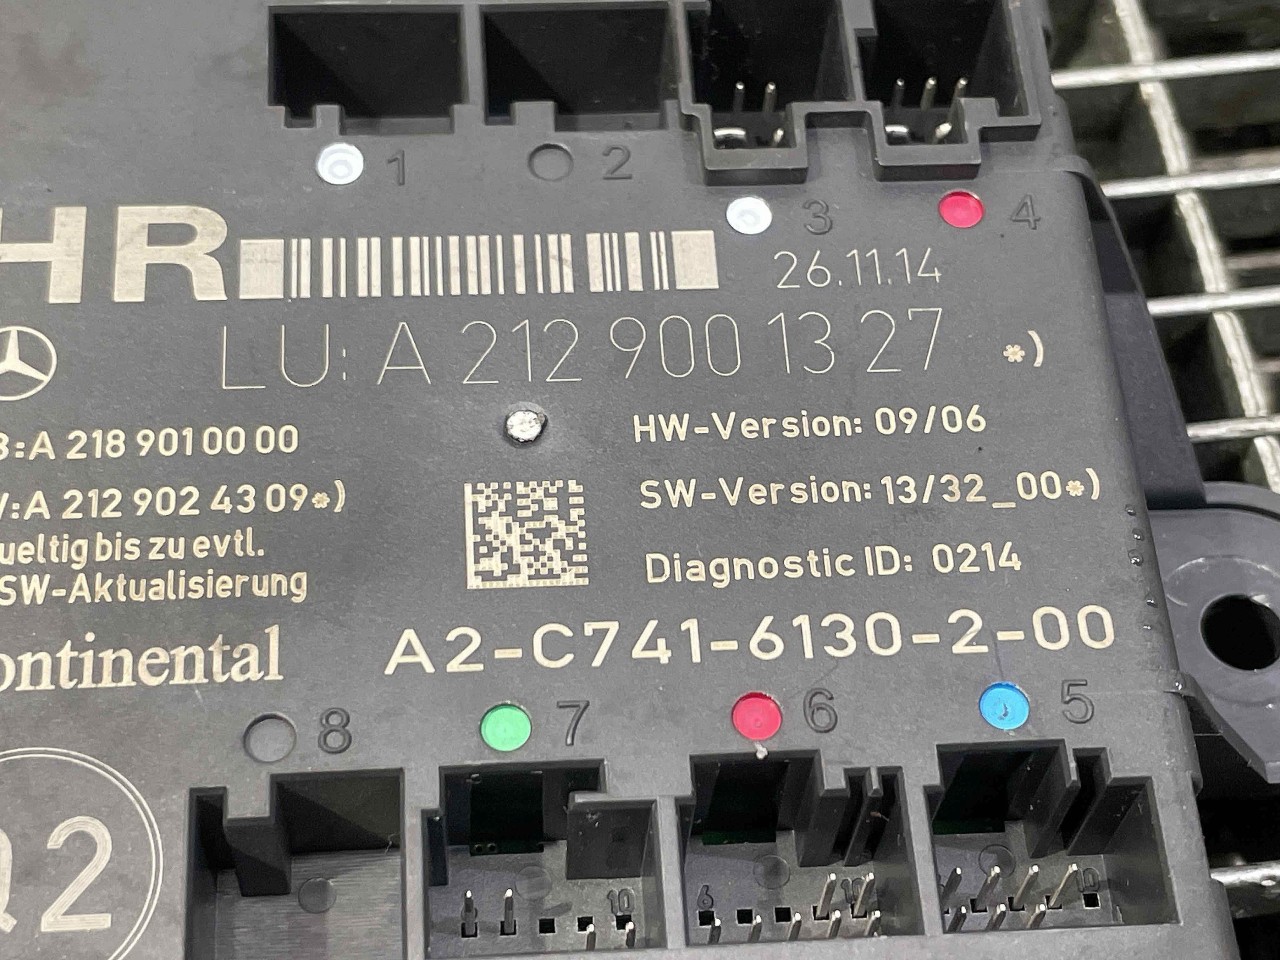 1 2
3 4
HR 26.11.14
LU: A 212 900 13 27 *)
B:A 218 901 00 00 HW-Version: 09/06
V:A 212 902 43 09*) SW-Version: 13/32_00*)
ueltig bis zu evtl.
SW-Aktualisierung Diagnostic ID: 0214
ontinental A2-C741-6130-2-00
8 7 6 5
Q2
10 6 10 10